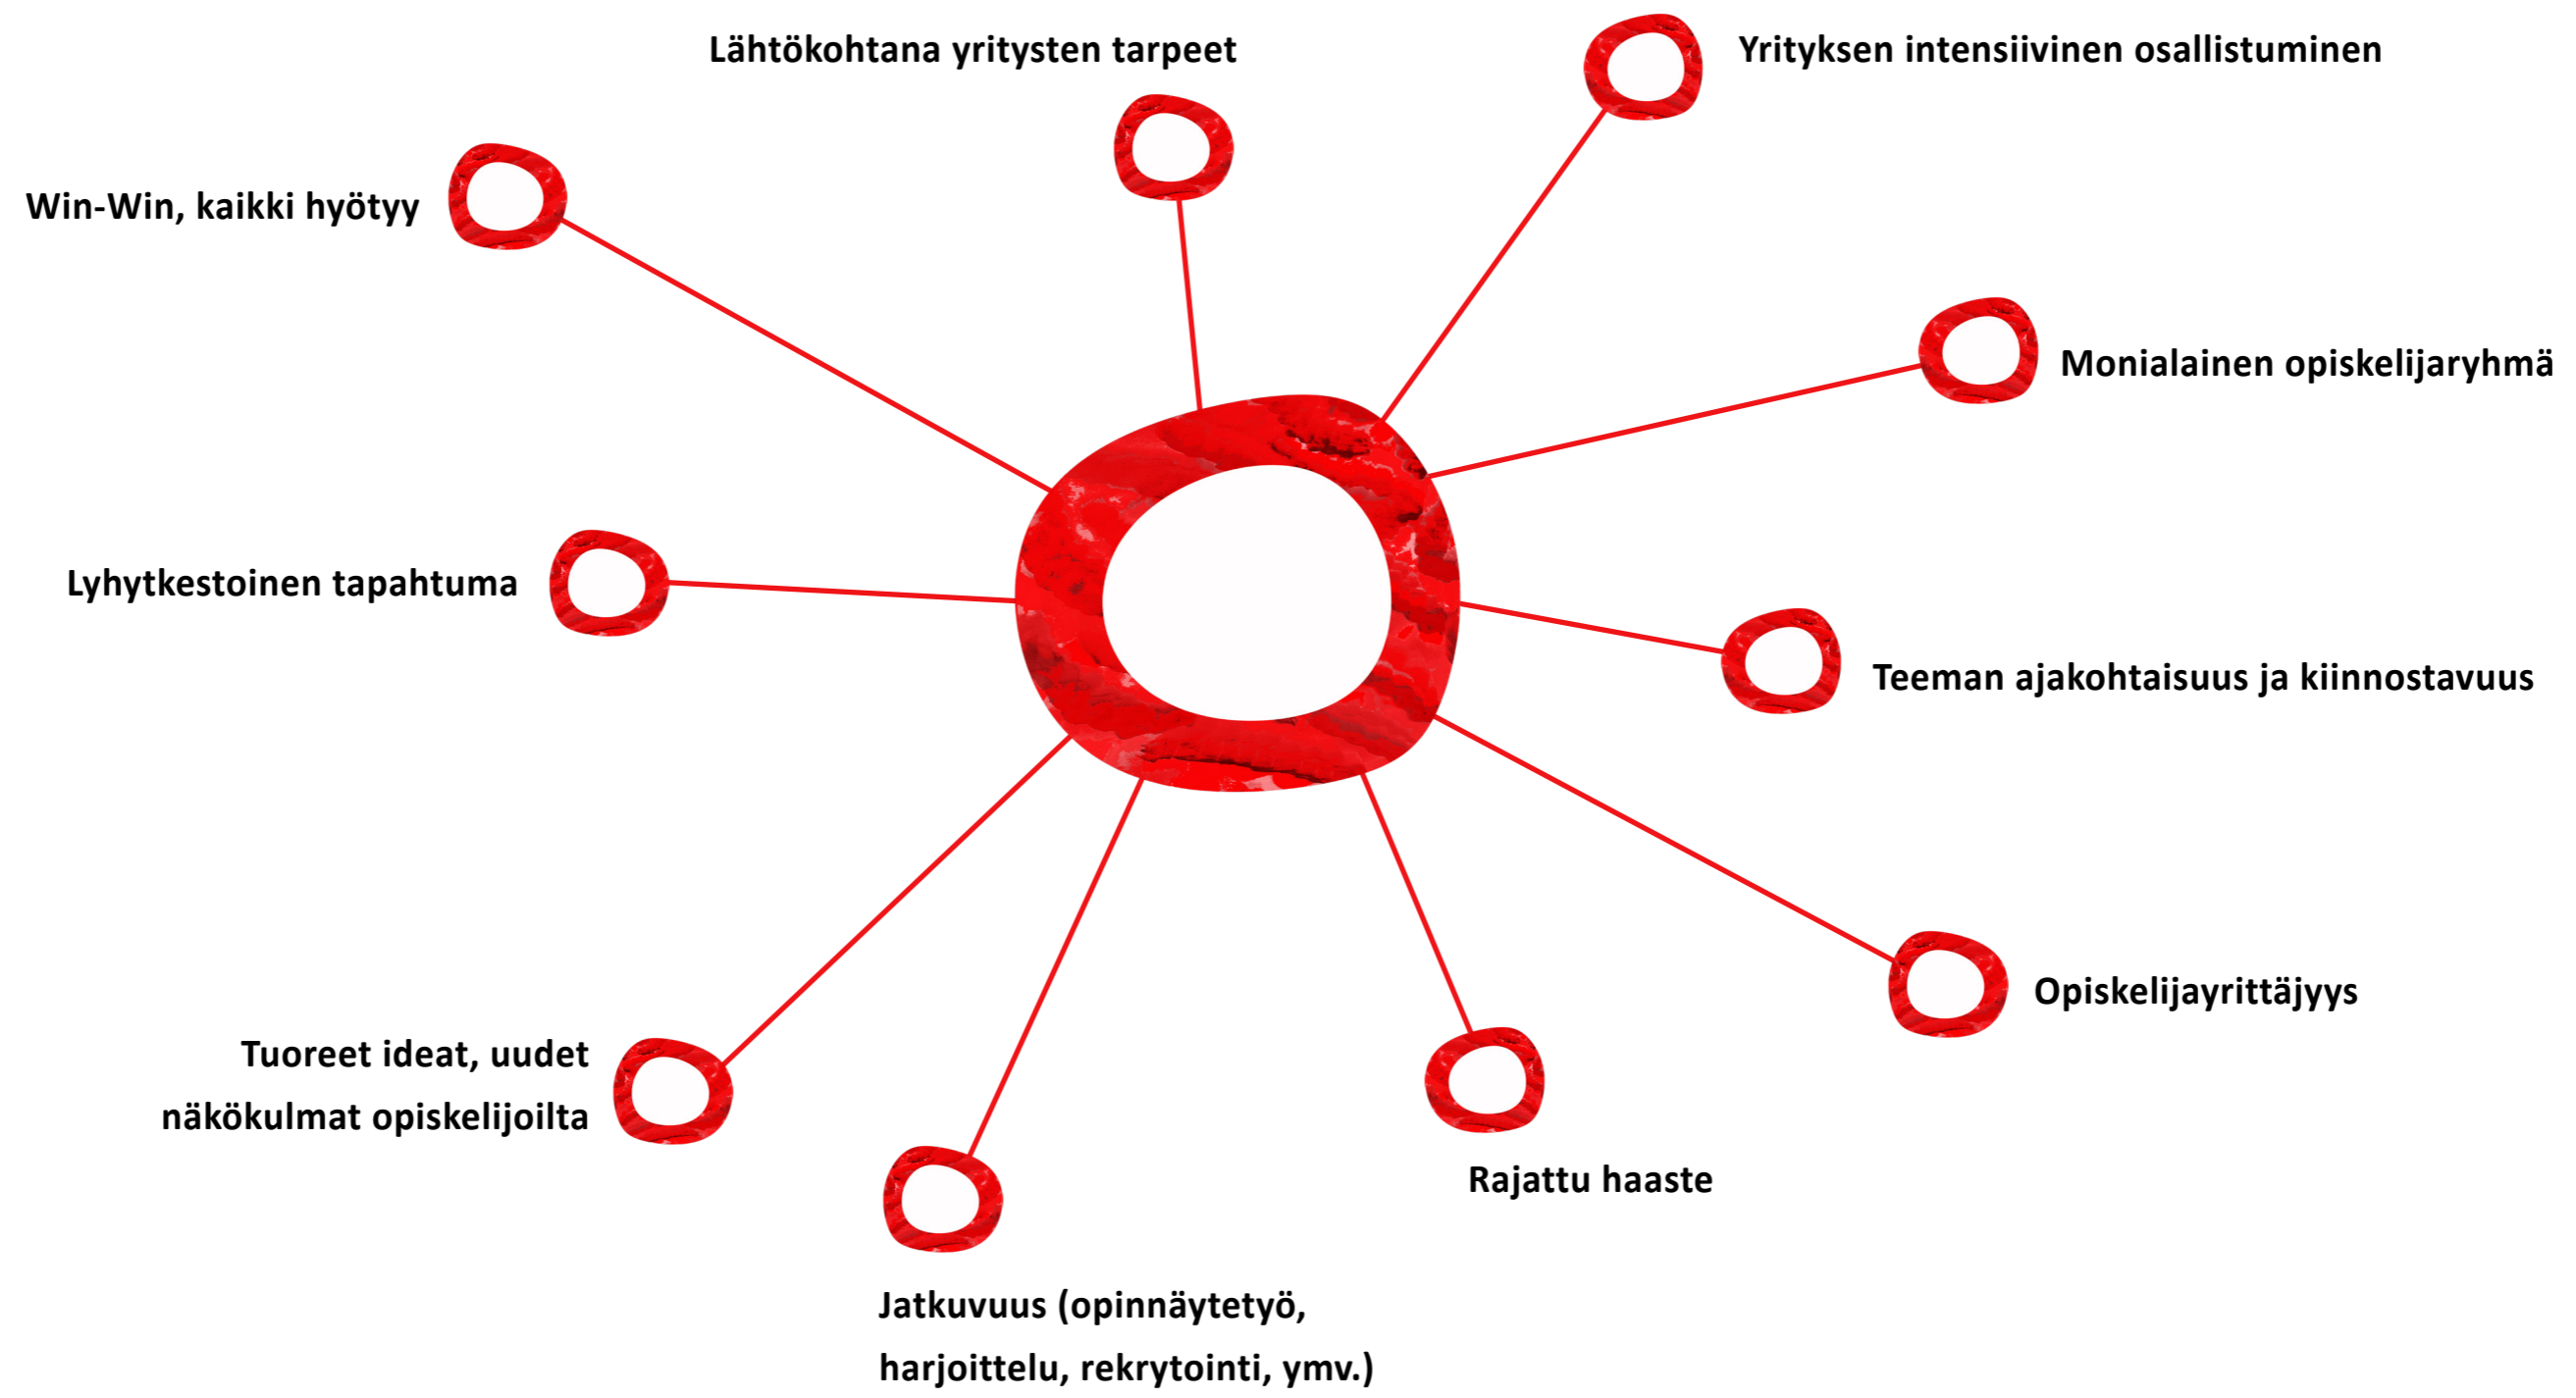 Lähtökohtana yritysten tarpeet
Yrityksen intensiivinen osallistuminen
Win-Win, kaikki hyötyy
Monialainen opiskelijaryhmä
Lyhytkestoinen tapahtuma
Teeman ajakohtaisuus ja kiinnostavuus
Opiskelijayrittäjyys
Tuoreet ideat, uudet
näkökulmat opiskelijoilta
Rajattu haaste
Jatkuvuus (opinnäytetyö,
harjoittelu, rekrytointi, ymv.)